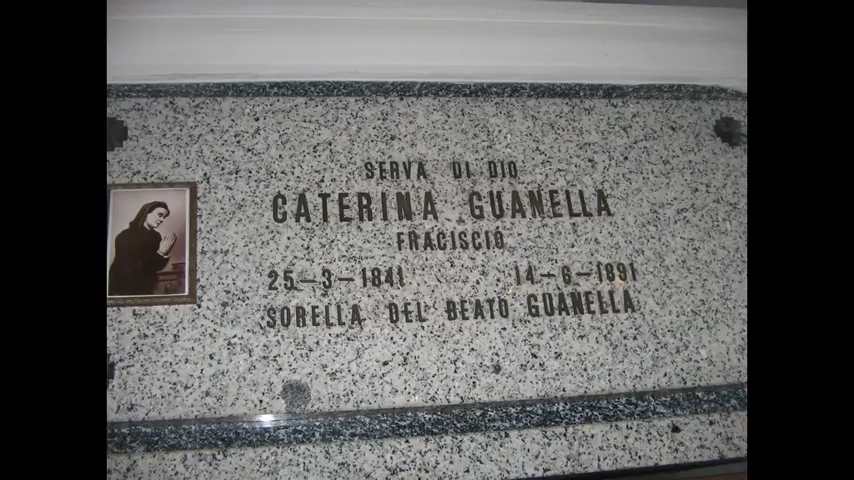 SERVA DI DIO
CATERINA GUANELLA
FRACISCIO
25-3-1841 14-6-1891
SORELLA DEL BEATO GUANELLA